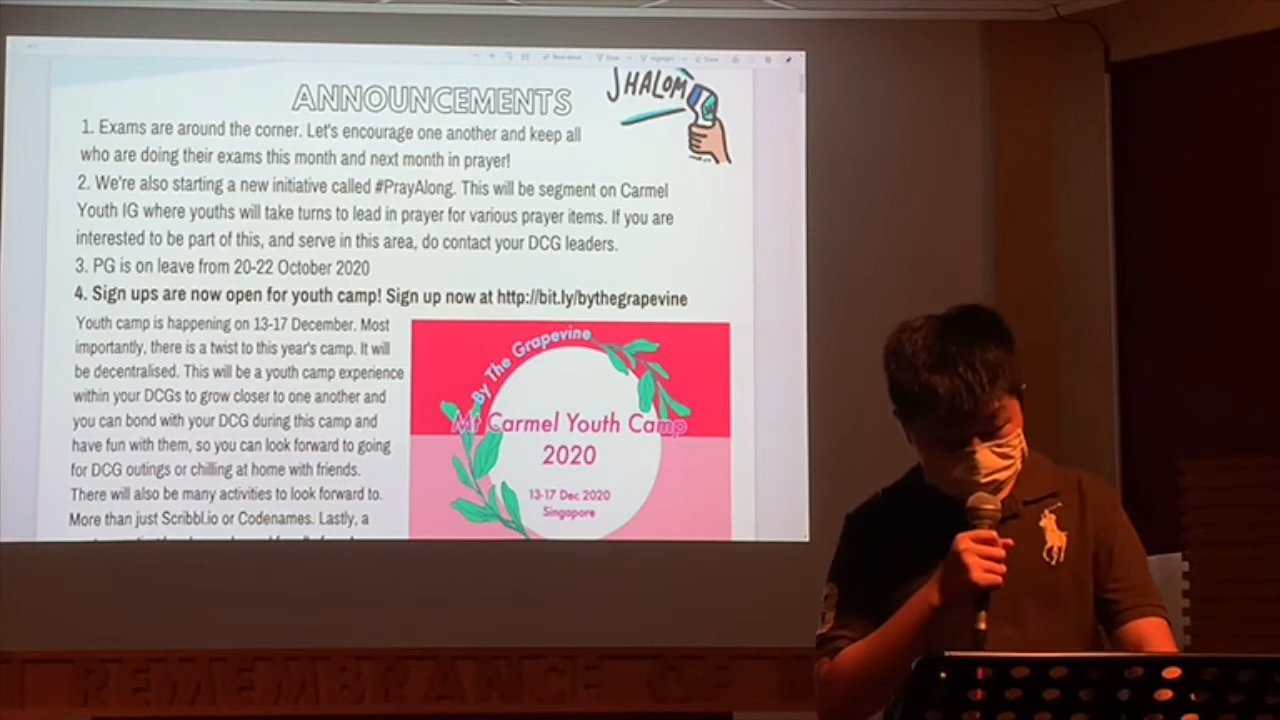 JHALOM
ANNOUNCEMENTS
1. Exams are around the corner. Let's encourage one another and keep all
who are doing their exams this month and next month in prayer!
2. We're also starting a new initiative called #PrayAlong. This will be segment on Carmel
Youth IG where youths will take turns to lead in prayer for various prayer items. If you are
interested to be part of this, and serve in this area, do contact your DCG leaders.
3. PG is on leave from 20-22 October 2020
4. Sign ups are now open for youth camp! Sign up now at http://bit.ly/bythegrapevine
Youth camp is happening on 13-17 December. Most
importantly, there is a twist to this year's camp. It will
be decentralised. This will be a youth camp experience
within your DCGs to grow closer to one another and
you can bond with your DCG during this camp and
have fun with them, so you can look forward to going
for DCG outings or chilling at home with friends.
There will also be many activities to look forward to.
More than just Scribbl.io or Codenames. Lastly, a
By The Grapevine
Mt Carmel Youth Camp
2020
13-17 Dec 2020
Singapore
REMEMBRANCE OF